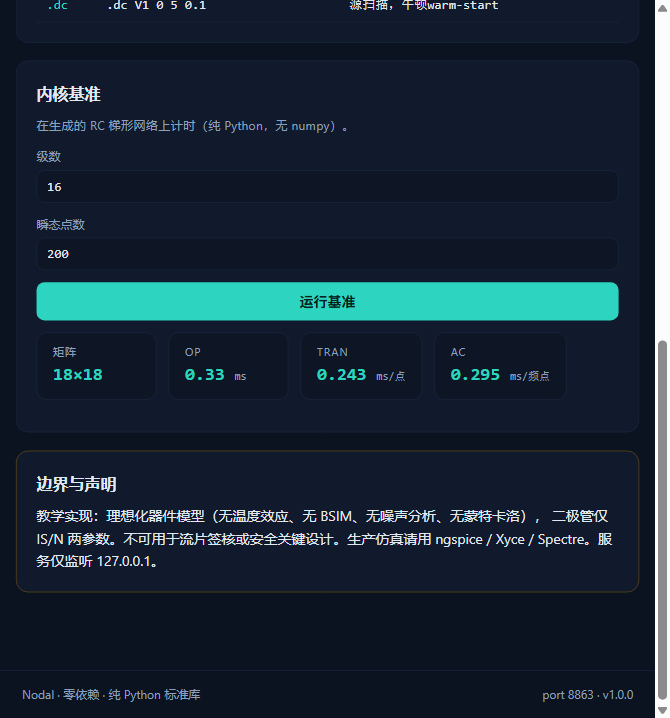 .dc .dc V1 0 5 0.1 源扫描，牛顿warm-start
内核基准
在生成的 RC 梯形网络上计时（纯 Python，无 numpy）。
级数
16
瞬态点数
200
运行基准
矩阵 OP TRAN AC
18×18 0.33 ms 0.243 ms/点 0.295 ms/频点
边界与声明
教学实现：理想化器件模型（无温度效应、无 BSIM、无噪声分析、无蒙特卡洛）， 二极管仅
IS/N 两参数。不可用于流片签核或安全关键设计。生产仿真请用 ngspice / Xyce / Spectre。服
务仅监听 127.0.0.1。
Nodal · 零依赖 · 纯 Python 标准库 port 8863 · v1.0.0